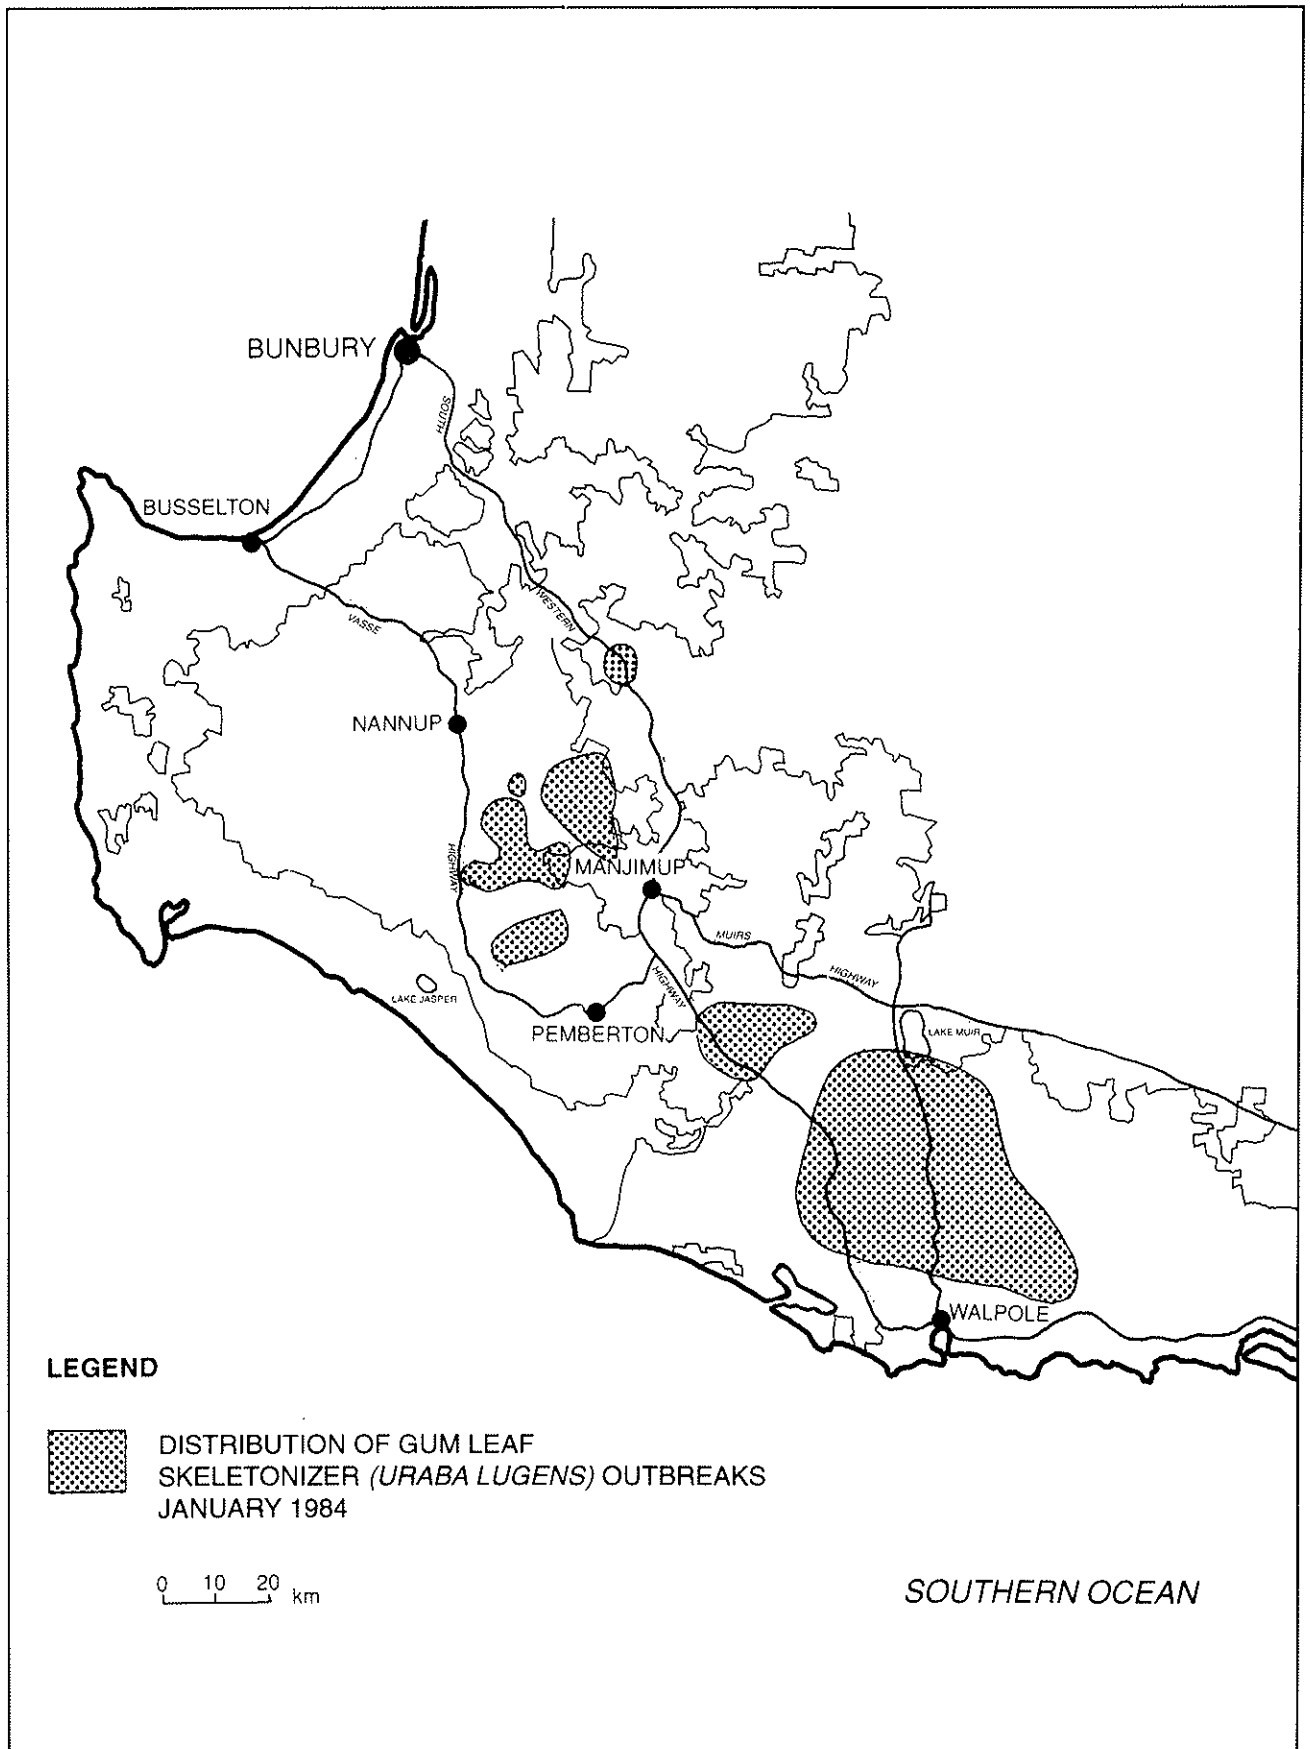 BUNBURY
SOUTH
BUSSELTON
WESTERN
VASSE
NANNUP
HIGHWAY
MANJIMUP
MUIRS
HIGHWAY
HIGHWAY
LAKE JASPER
PEMBERTON
LAKE MUIR
WALPOLE
LEGEND
DISTRIBUTION OF GUM LEAF
SKELETONIZER (URABA LUGENS) OUTBREAKS
JANUARY 1984
0 10 20 km
SOUTHERN OCEAN